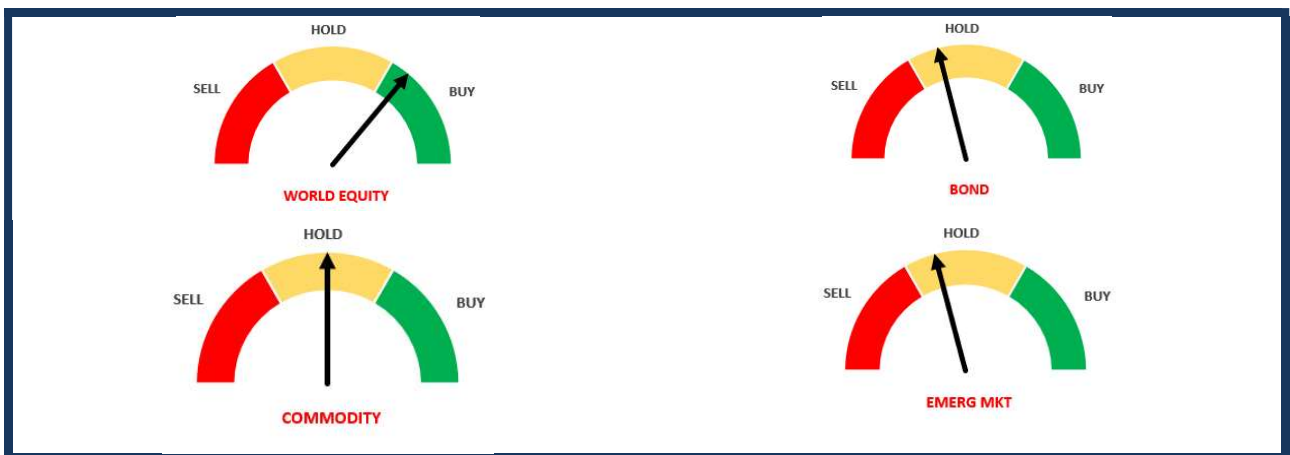 HOLD
SELL
BUY
WORLD EQUITY
HOLD
SELL
BUY
BOND
HOLD
SELL
BUY
COMMODITY
HOLD
SELL
BUY
EMERG MKT